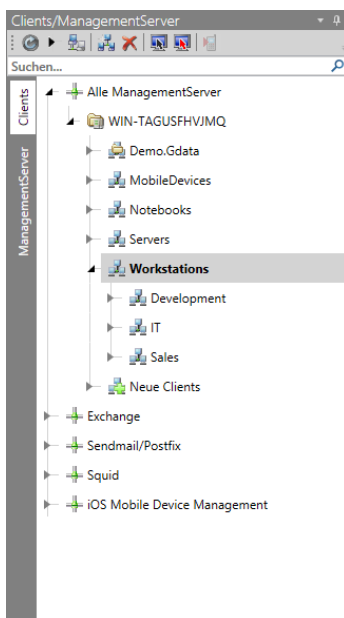 Clients/ManagementServer
Suchen...
Clients
ManagementServer
Alle ManagementServer
WIN-TAGUSFHVJMQ
Demo.Gdata
MobileDevices
Notebooks
Servers
Workstations
Development
IT
Sales
Neue Clients
Exchange
Sendmail/Postfix
Squid
iOS Mobile Device Management